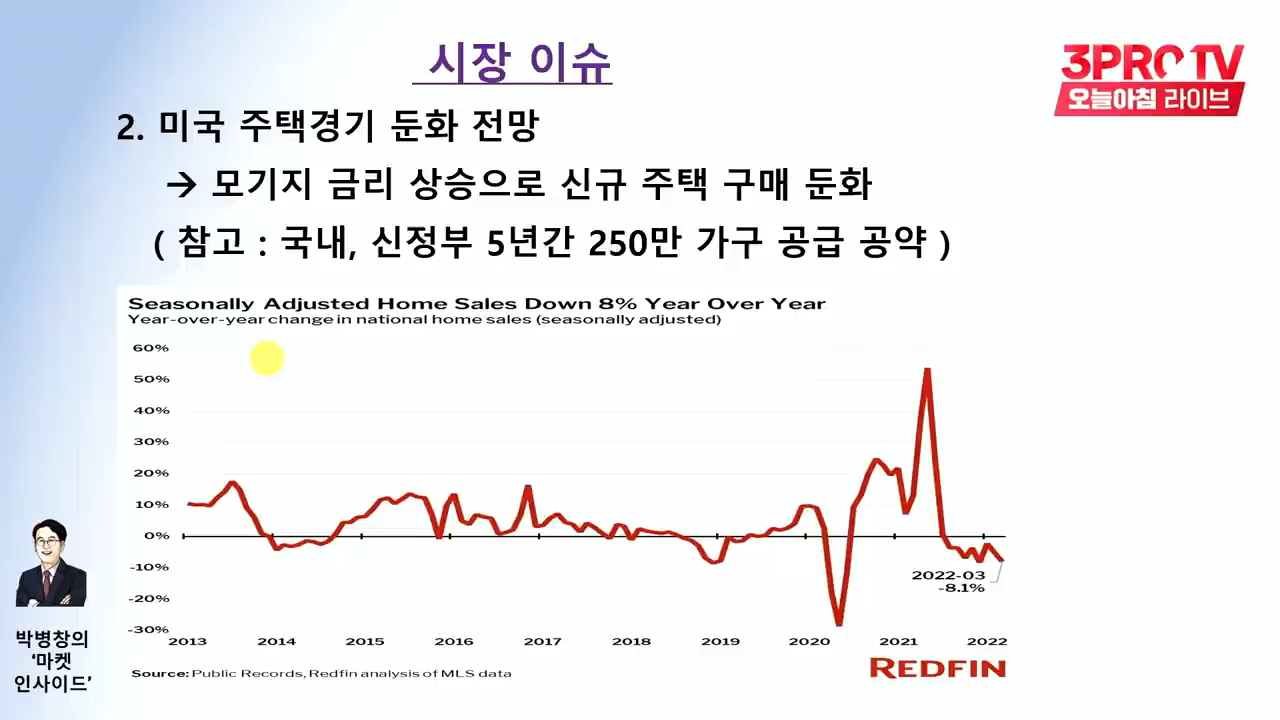 시장 이슈
3PRO TV
오늘아침 라이브
2. 미국 주택경기 둔화 전망
→ 모기지 금리 상승으로 신규 주택 구매 둔화
( 참고 : 국내, 신정부 5년간 250만 가구 공급 공약 )
Seasonally Adjusted Home Sales Down 8% Year Over Year
Year-over-year change in national home sales (seasonally adjusted)
60%
50%
40%
30%
20%
10%
0%
-10%
-20%
-30%
2022-03
-8.1%
2013 2014 2015 2016 2017 2018 2019 2020 2021 2022
Source: Public Records, Redfin analysis of MLS data
REDFIN
박병창의
‘마켓
인사이드’